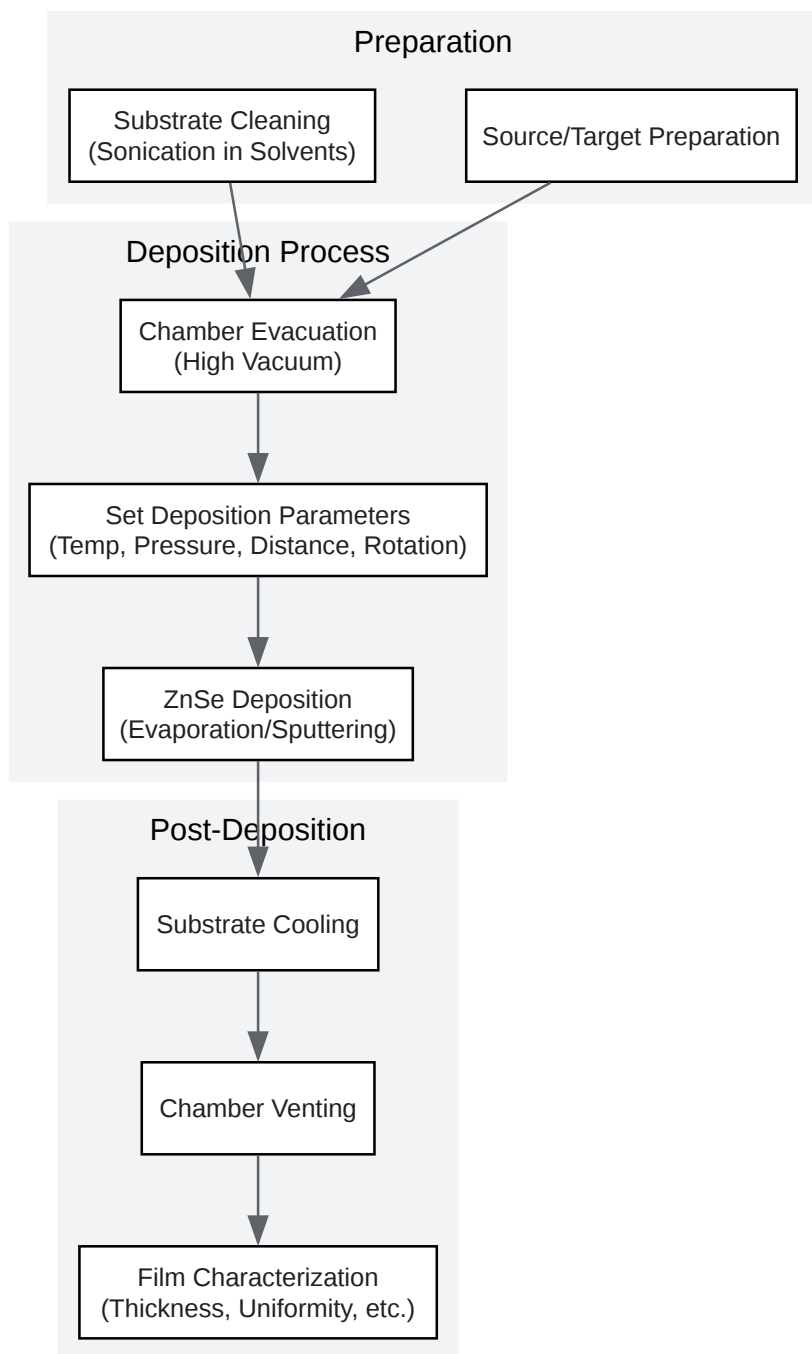 Preparation
Substrate Cleaning
(Sonication in Solvents)
Source/Target Preparation
Deposition Process
Chamber Evacuation
(High Vacuum)
Set Deposition Parameters
(Temp, Pressure, Distance, Rotation)
ZnSe Deposition
(Evaporation/Sputtering)
Post-Deposition
Substrate Cooling
Chamber Venting
Film Characterization
(Thickness, Uniformity, etc.)